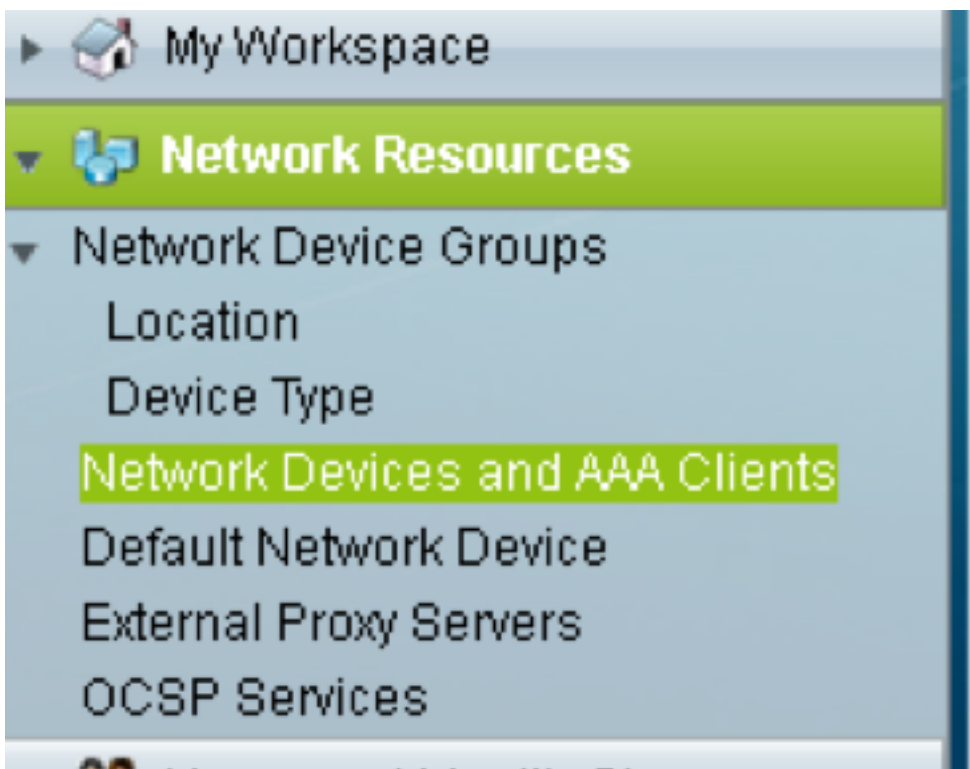 My Workspace
Network Resources
Network Device Groups
Location
Device Type
Network Devices and AAA Clients
Default Network Device
External Proxy Servers
OCSP Services